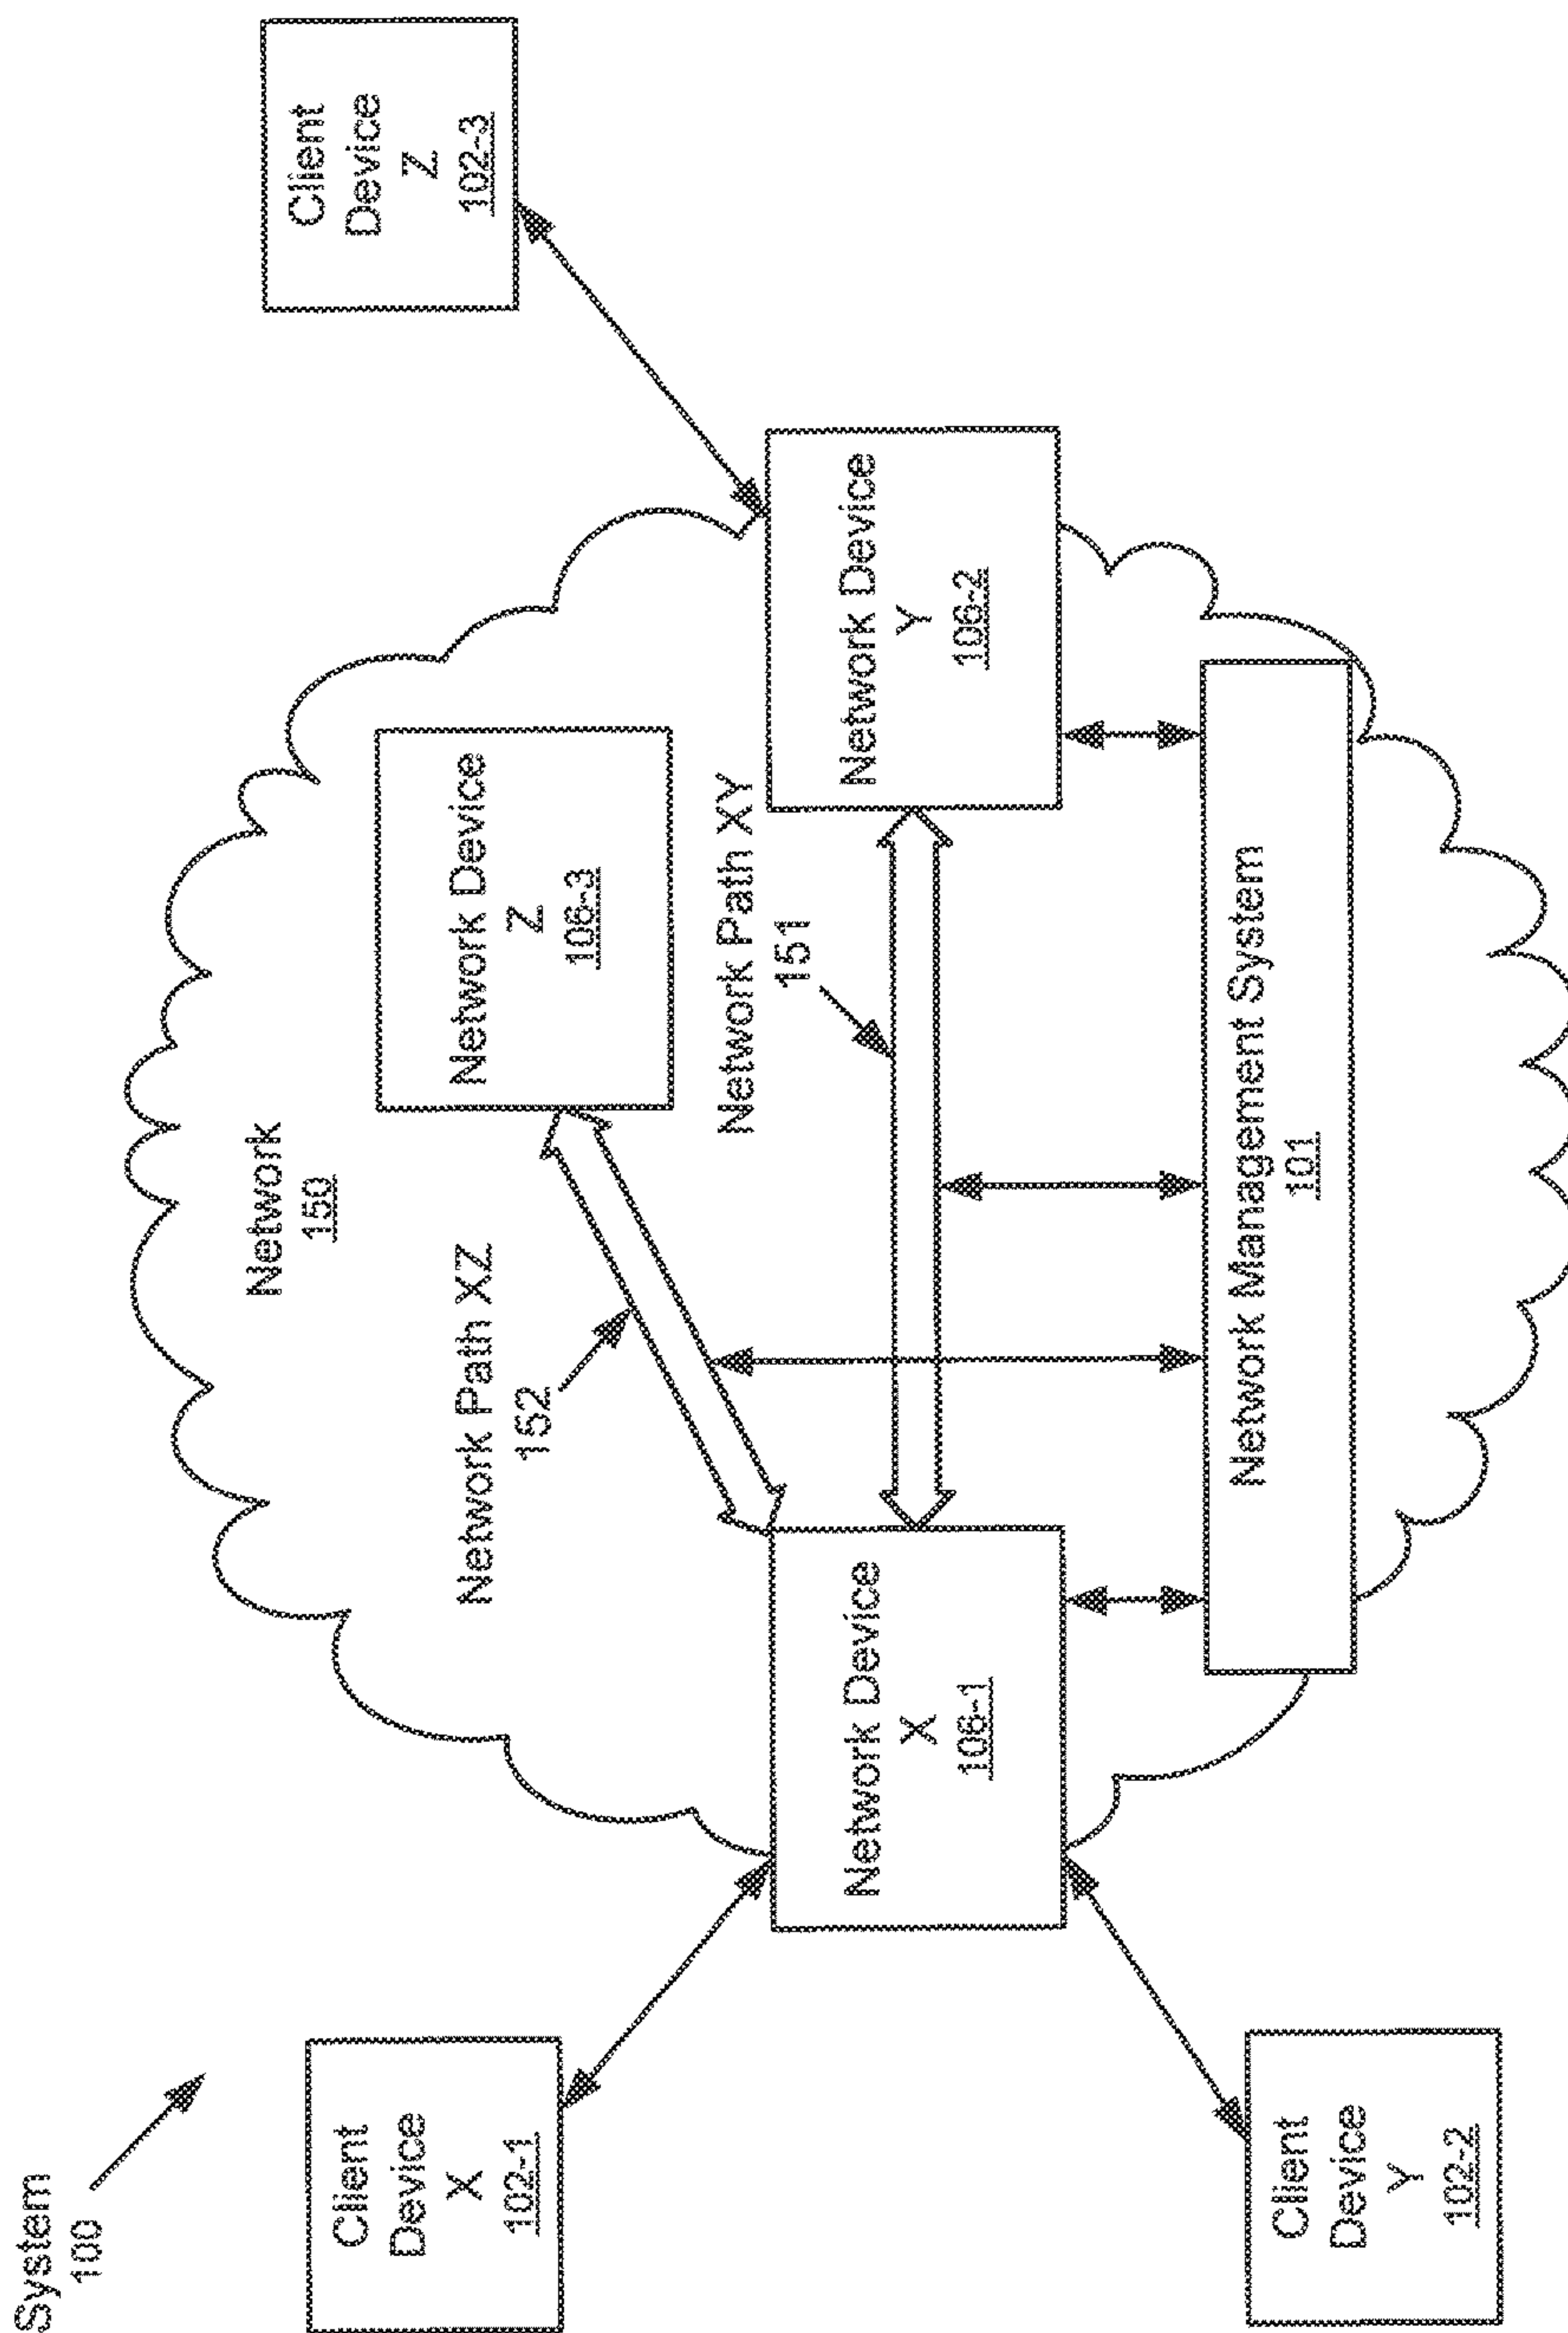 System
100
Client
Device
X
102-1
Client
Device
Y
102-2
Client
Device
Z
102-3
Network
150
Network Path XZ
152
Network Device
Z
106-3
Network Path XY
151
Network Device
X
106-1
Network Device
Y
106-2
Network Management System
101